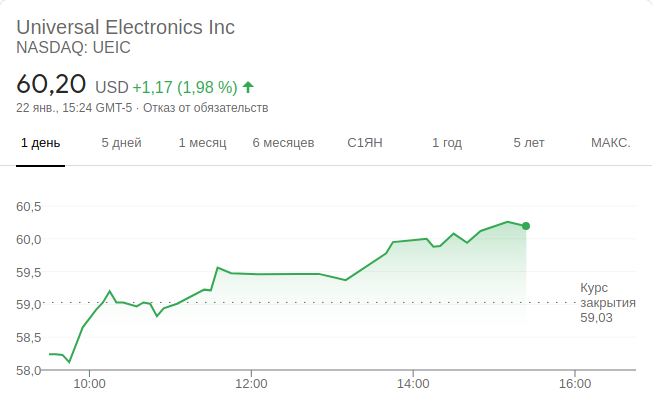 Universal Electronics Inc
NASDAQ: UEIC
60,20 USD +1,17 (1,98 %)
22 янв., 15:24 GMT-5 · Отказ от обязательств
1 день 5 дней 1 месяц 6 месяцев С1ЯН 1 год 5 лет МАКС.
60,5
60,0
59,5
59,0
58,5
58,0
Курс
закрытия
59,03
10:00 12:00 14:00 16:00